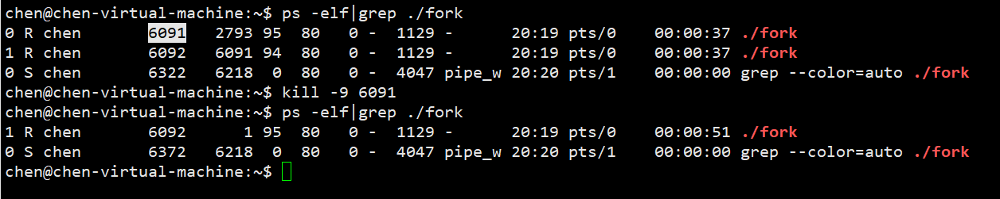 chen@chen-virtual-machine:~$ ps -elf|grep ./fork
0 R chen 6091 2793 95 80 0 - 1129 - 20:19 pts/0 00:00:37 ./fork
1 R chen 6092 6091 94 80 0 - 1129 - 20:19 pts/0 00:00:37 ./fork
0 S chen 6322 6218 0 80 0 - 4047 pipe_w 20:20 pts/1 00:00:00 grep --color=auto ./fork
chen@chen-virtual-machine:~$ kill -9 6091
chen@chen-virtual-machine:~$ ps -elf|grep ./fork
1 R chen 6092 1 95 80 0 - 1129 - 20:19 pts/0 00:00:51 ./fork
0 S chen 6372 6218 0 80 0 - 4047 pipe_w 20:20 pts/1 00:00:00 grep --color=auto ./fork
chen@chen-virtual-machine:~$